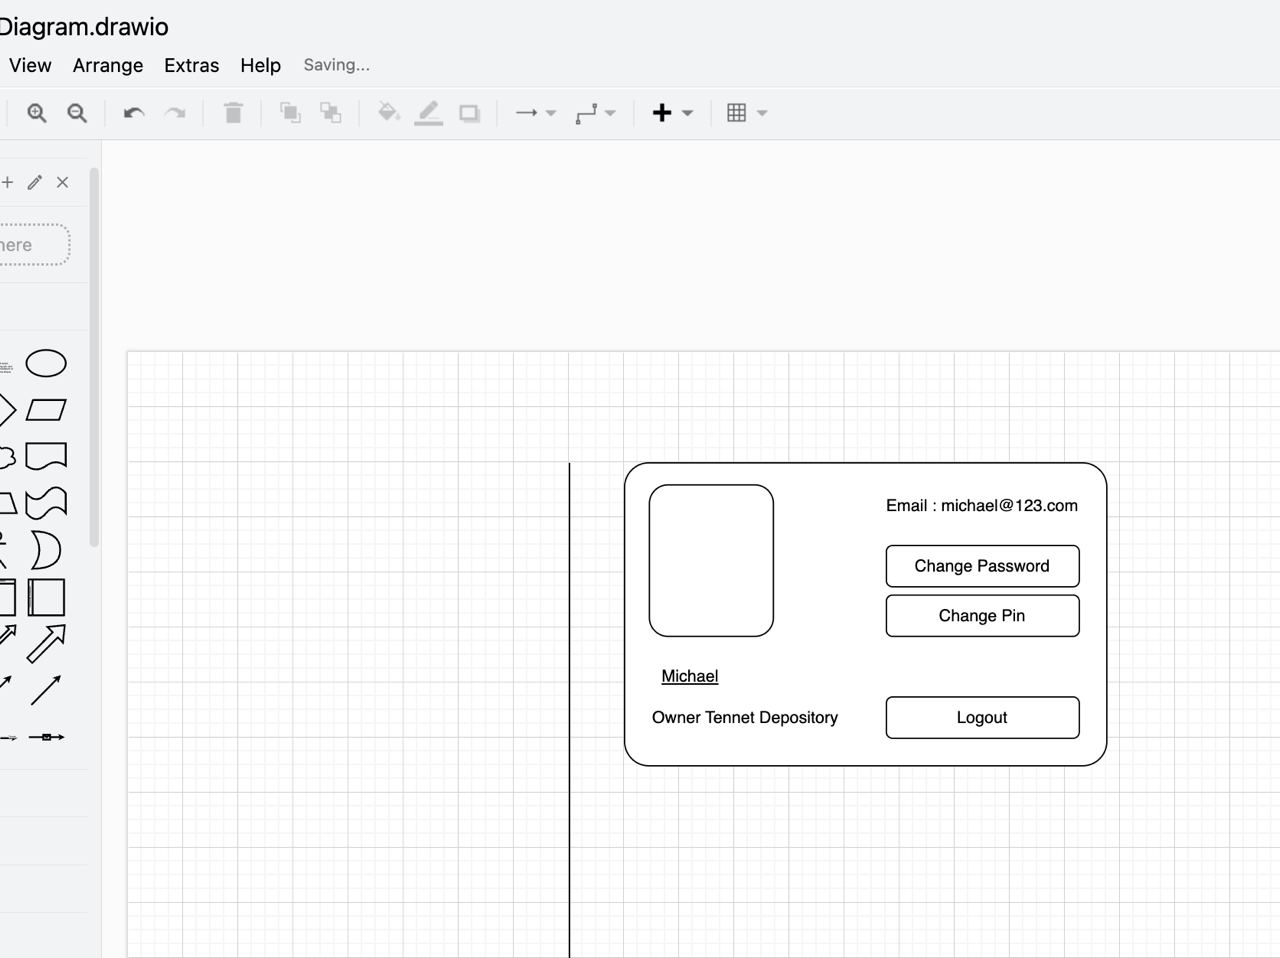 Diagram.drawio
View Arrange Extras Help Saving...
here
Email : michael@123.com
Change Password
Change Pin
Michael
Owner Tennet Depository
Logout